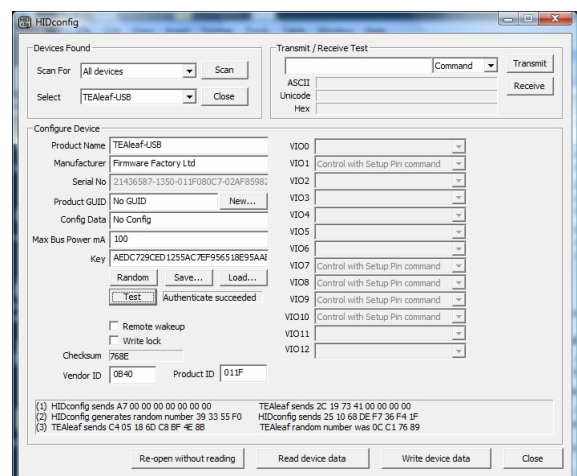 HIDconfig
Devices Found
Scan For All devices Scan
Select TEAleaf-USB Close
Transmit / Receive Test
Command Transmit
ASCII Receive
Unicode
Hex
Configure Device
Product Name TEAleaf-USB
Manufacturer Firmware Factory Ltd
Serial No 21436587-1350-011F080C7-02AF8598
Product GUID No GUID New...
Config Data No Config
Max Bus Power mA 100
Key AEDC729CED1255AC7EF956518E95AAE
Random Save... Load...
Test Authenticate succeeded
Remote wakeup
Write lock
Checksum 768E
Vendor ID 0B40 Product ID 011F
VIO0
VIO1 Control with Setup Pin command
VIO2
VIO3
VIO4
VIO5
VIO6
VIO7 Control with Setup Pin command
VIO8 Control with Setup Pin command
VIO9 Control with Setup Pin command
VIO10 Control with Setup Pin command
VIO11
VIO12
(1) HIDconfig sends A7 00 00 00 00 00 00 00 TEAleaf sends 2C 19 73 41 00 00 00 00
(2) HIDconfig generates random number 39 33 55 F0 HIDconfig sends 25 10 68 DE F7 36 F4 1F
(3) TEAleaf sends C4 05 18 6D C8 BF 4E 8B TEAleaf random number was 0C C1 76 89
Re-open without reading Read device data Write device data Close